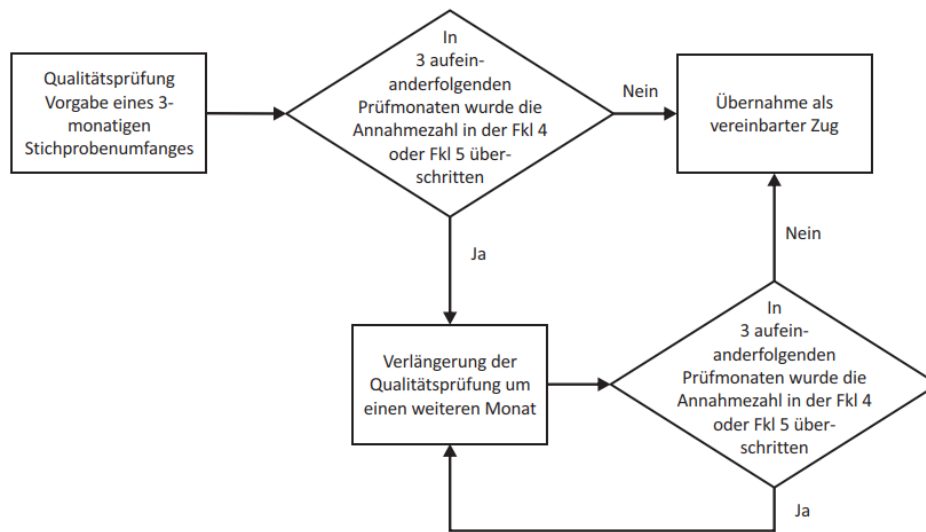 Qualitätsprüfung
Vorgabe eines 3-
monatigen
Stichprobenumfanges
In
3 aufein-
anderfolgenden
Prüfmonaten wurde die
Annahmezahl in der Fkl 4
oder Fkl 5 über-
schritten
Nein
Übernahme als
vereinbarter Zug
Ja
Nein
Verlängerung der
Qualitätsprüfung um
einen weiteren Monat
In
3 aufein-
anderfolgenden
Prüfmonaten wurde die
Annahmezahl in der Fkl 4
oder Fkl 5 über-
schritten
Ja